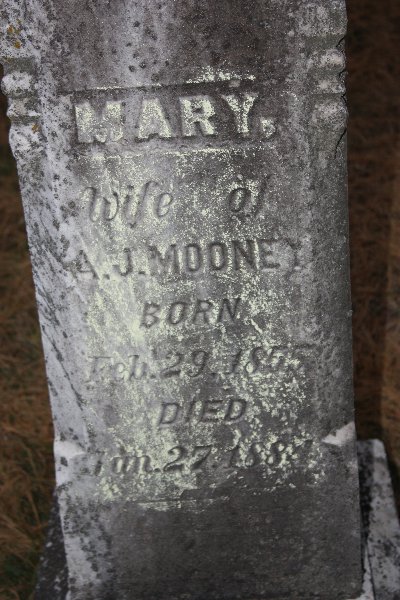 MARY,
Wife of
A.J. MOONEY
BORN
Feb. 29,
DIED
Jan. 27.